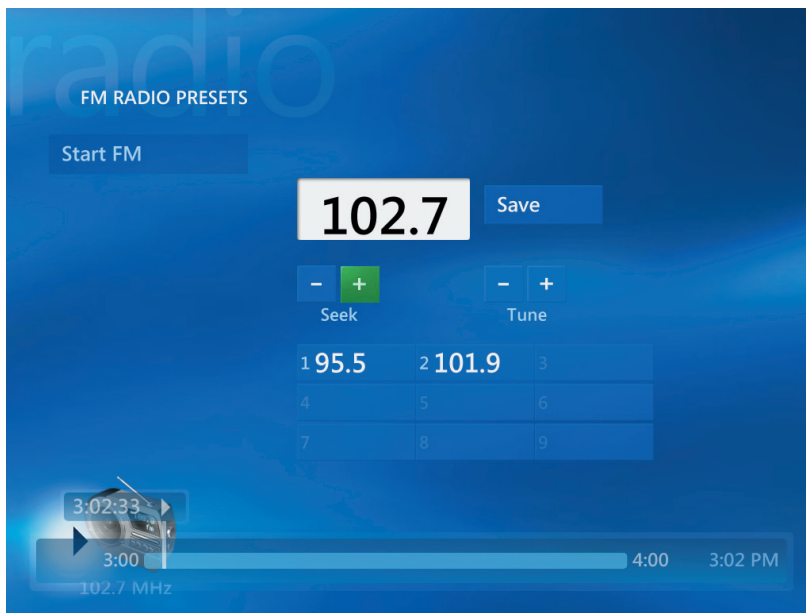 radio
FM RADIO PRESETS
Start FM
102.7 Save
- + - +
Seek Tune
1 95.5 2 101.9 3
4 5 6
7 8 9
3:02:33
3:00 4:00 3:02 PM
102.7 MHz